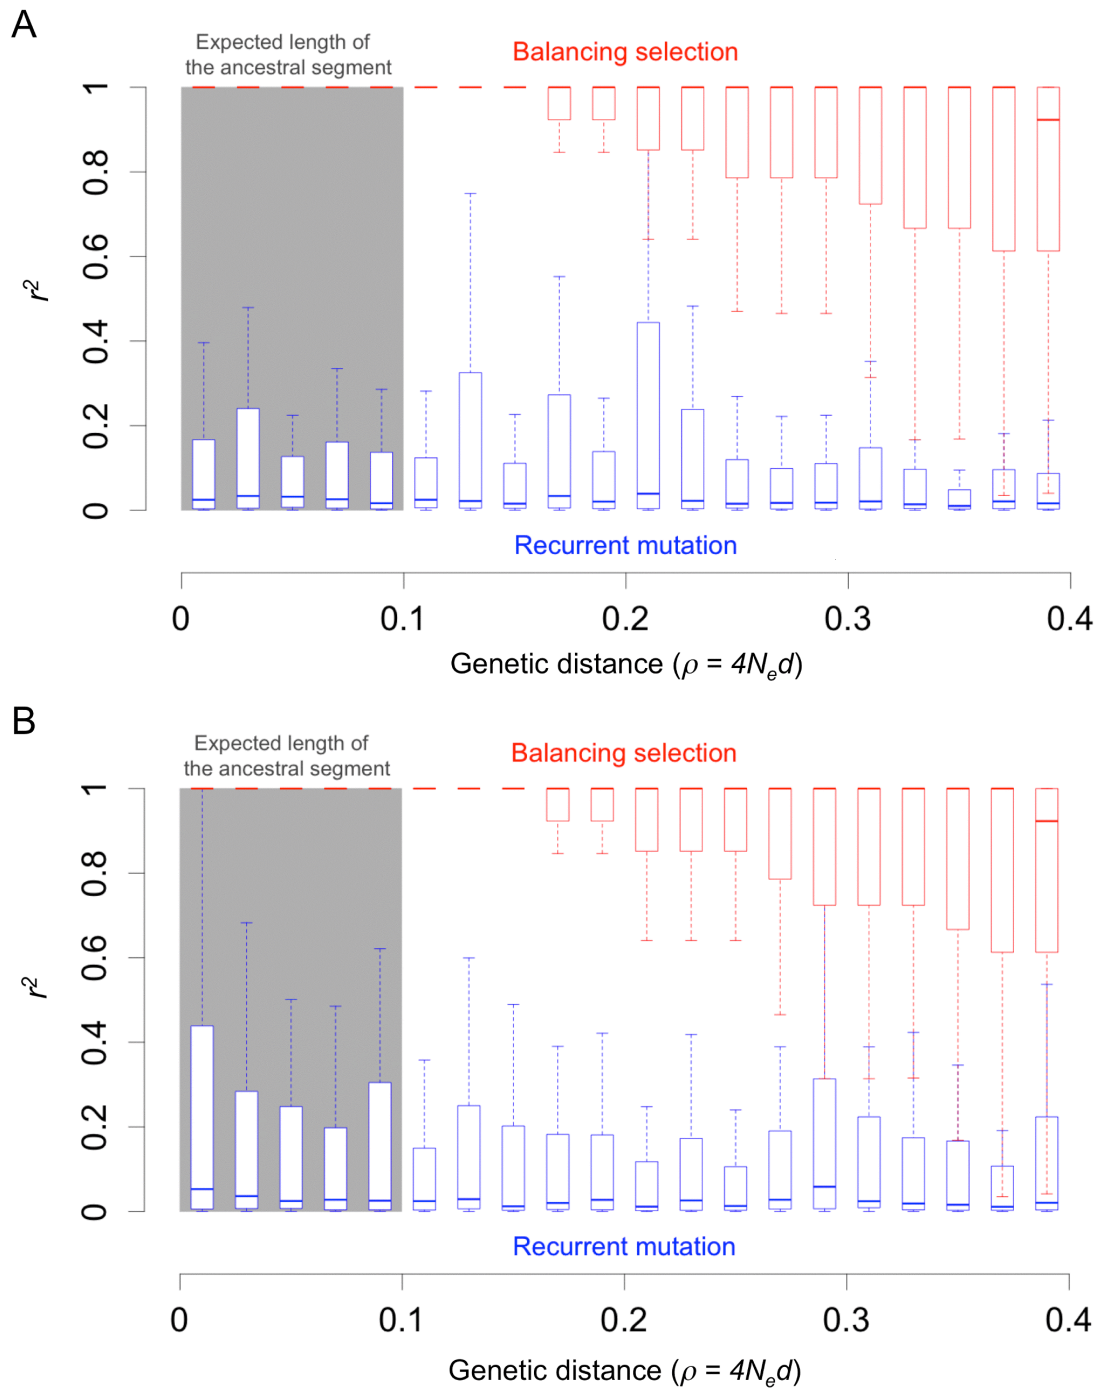 A
Expected length of
the ancestral segment
Balancing selection
1
0.8
0.6
0.4
0.2
0
r²
Recurrent mutation
0
0.1
0.2
0.3
0.4
Genetic distance (ρ = 4Nₑd)
B
Expected length of
the ancestral segment
Balancing selection
1
0.8
0.6
0.4
0.2
0
r²
Recurrent mutation
0
0.1
0.2
0.3
0.4
Genetic distance (ρ = 4Nₑd)